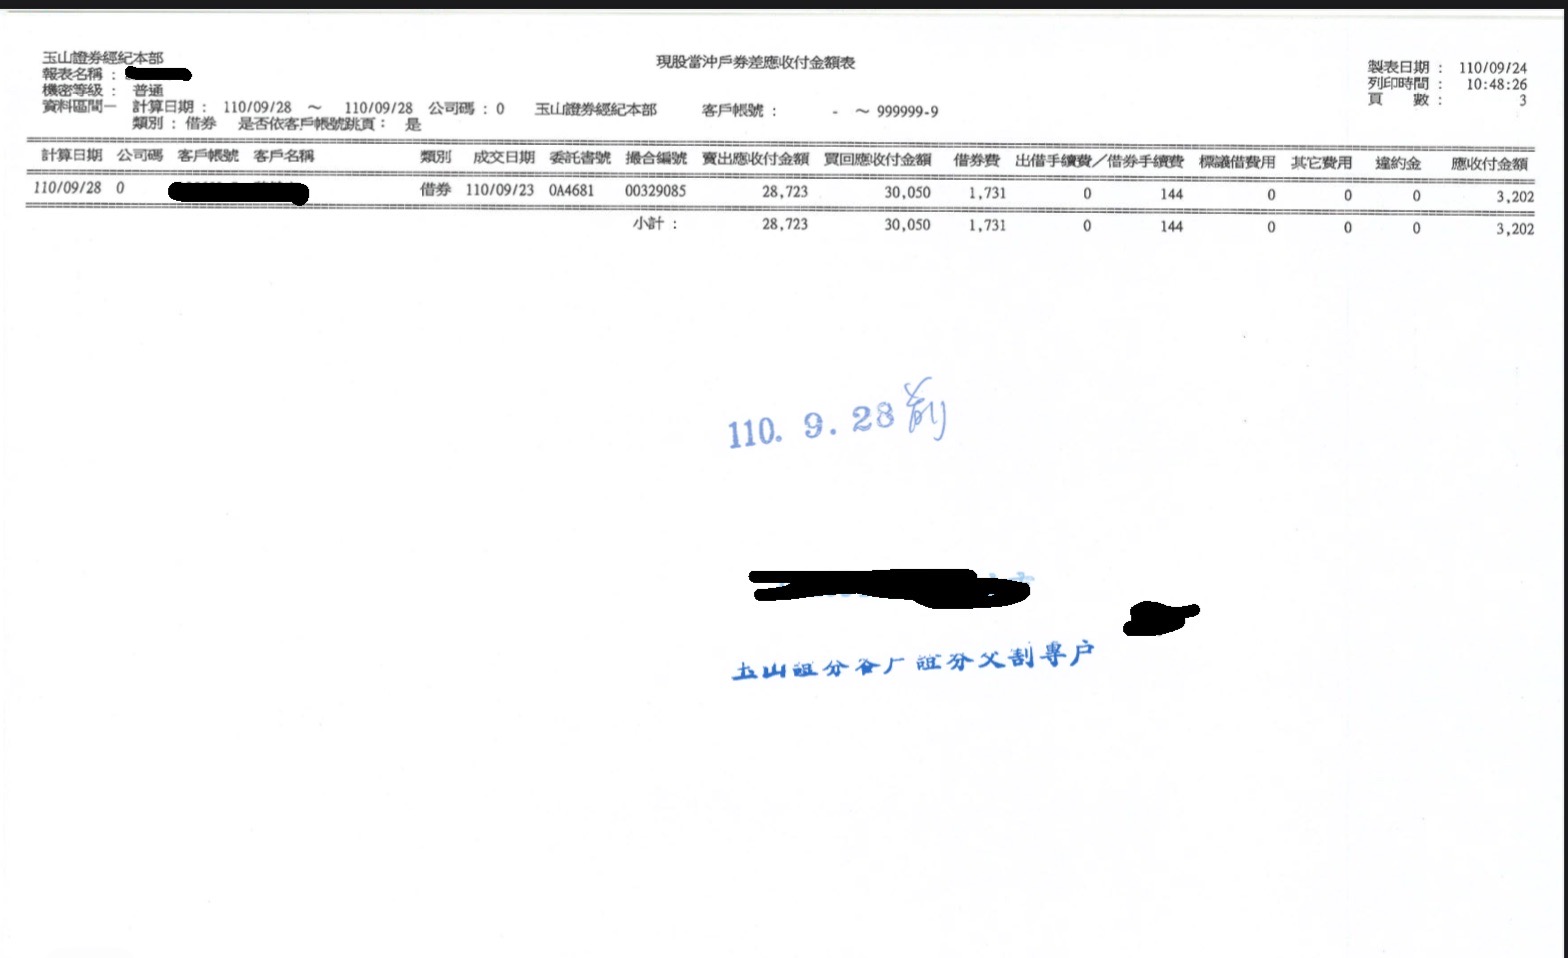 玉山證券經紀本部
現股當沖戶券差應收付金額表
報表名稱：
製表日期： 110/09/24
機密等級： 普通
列印時間： 10:48:26
資料區間－ 計算日期： 110/09/28 ～ 110/09/28 公司碼：0 玉山證券經紀本部 客戶帳號： - ～ 999999-9
頁 數： 3
類別：借券 是否依客戶帳號跳頁： 是
計算日期 公司碼 客戶帳號 客戶名稱 類別 成交日期 委託書號 撮合編號 賣出應收付金額 買回應收付金額 借券費 出借手續費／借券手續費 標議借費用 其它費用 違約金 應收付金額
110/09/28 0 借券 110/09/23 0A4681 00329085 28,723 30,050 1,731 0 144 0 0 0 3,202
小計： 28,723 30,050 1,731 0 144 0 0 0 3,202
110. 9. 28 前
玉山證券客戶證券交割專戶